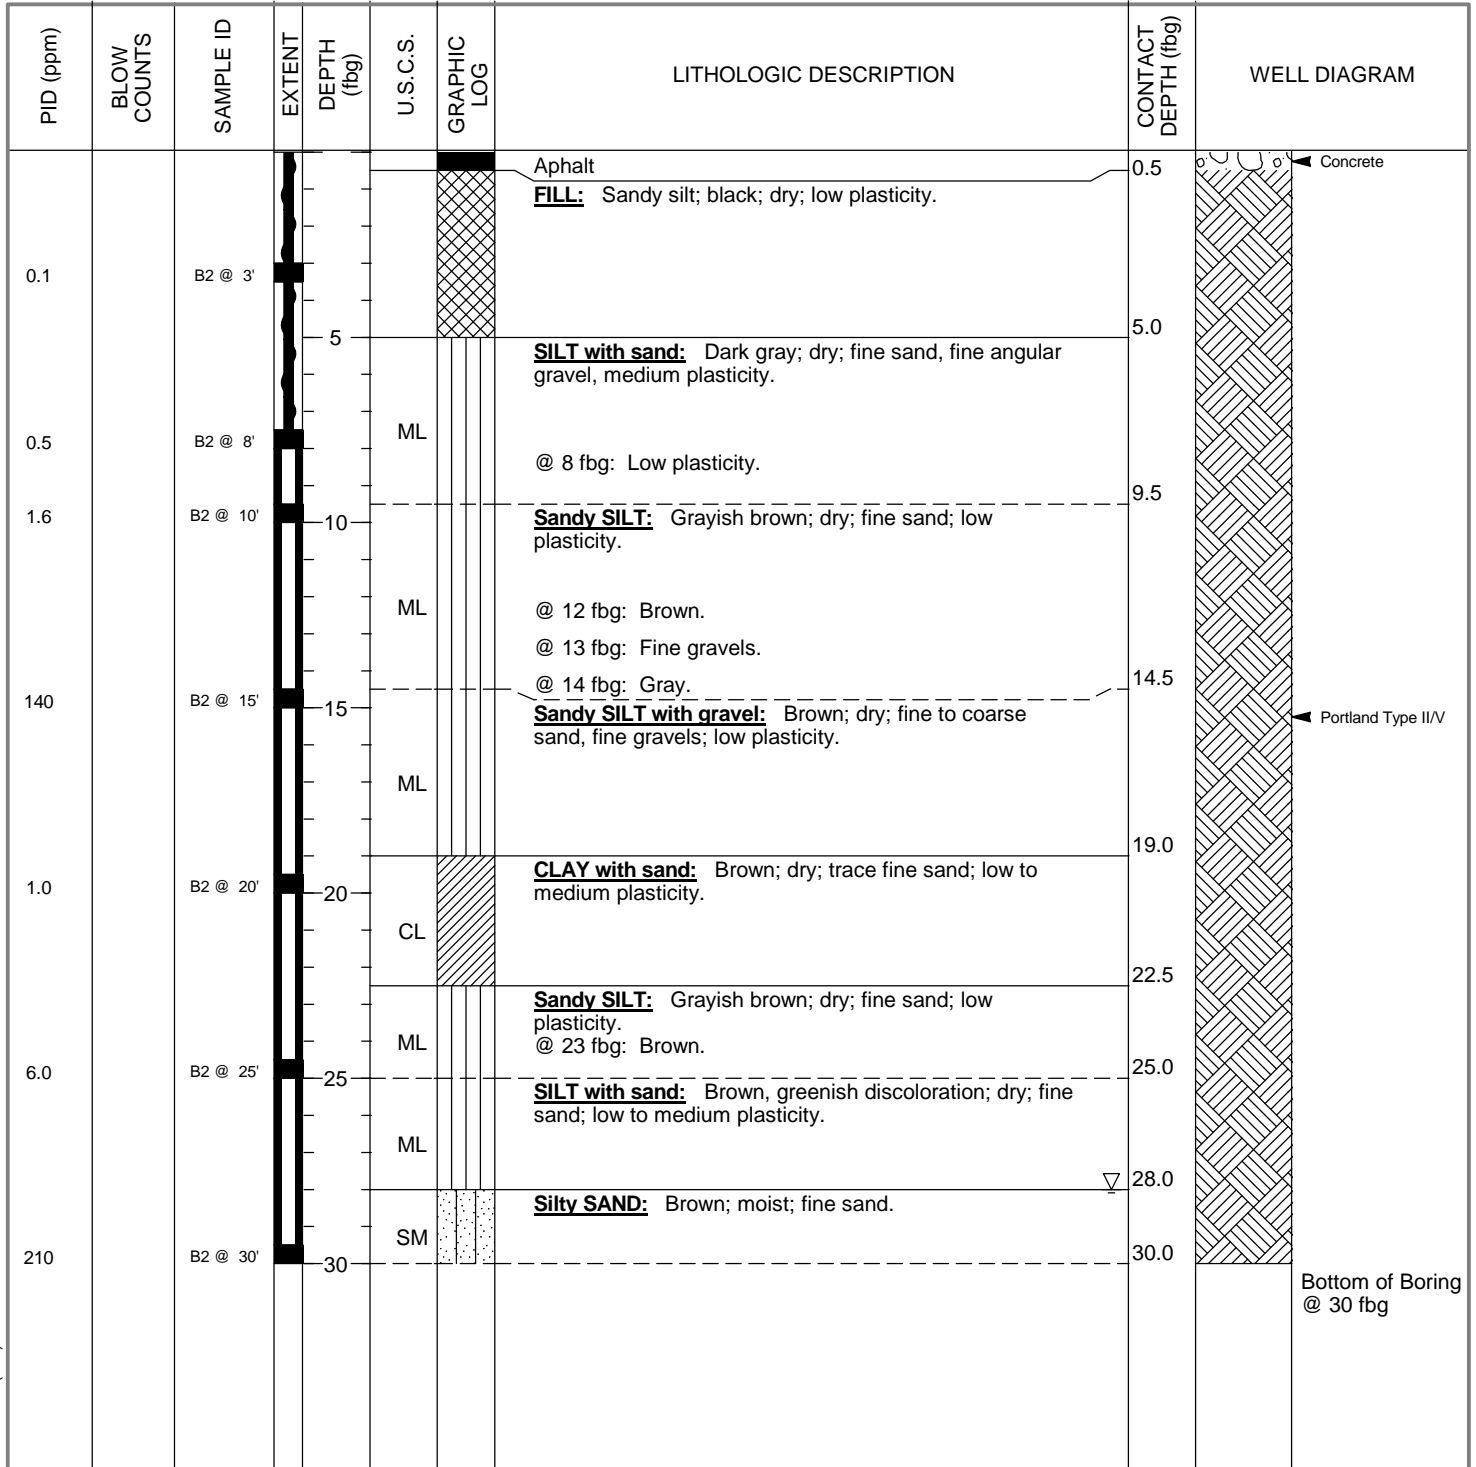 PID (ppm)
BLOW
COUNTS
SAMPLE ID
EXTENT
DEPTH
(fbg)
U.S.C.S.
GRAPHIC
LOG
LITHOLOGIC DESCRIPTION
CONTACT
DEPTH (fbg)
WELL DIAGRAM
Aphalt
0.5
Concrete
FILL: Sandy silt; black; dry; low plasticity.
0.1
B2 @ 3'
5
5.0
SILT with sand: Dark gray; dry; fine sand, fine angular
gravel, medium plasticity.
0.5
B2 @ 8'
ML
@ 8 fbg: Low plasticity.
9.5
1.6
B2 @ 10'
10
Sandy SILT: Grayish brown; dry; fine sand; low
plasticity.
ML
@ 12 fbg: Brown.
@ 13 fbg: Fine gravels.
@ 14 fbg: Gray.
14.5
140
B2 @ 15'
15
Sandy SILT with gravel: Brown; dry; fine to coarse
sand, fine gravels; low plasticity.
Portland Type II/V
ML
19.0
1.0
B2 @ 20'
20
CLAY with sand: Brown; dry; trace fine sand; low to
medium plasticity.
CL
22.5
Sandy SILT: Grayish brown; dry; fine sand; low
plasticity.
@ 23 fbg: Brown.
ML
25.0
6.0
B2 @ 25'
25
SILT with sand: Brown, greenish discoloration; dry; fine
sand; low to medium plasticity.
ML
28.0
Silty SAND: Brown; moist; fine sand.
SM
210
B2 @ 30'
30
30.0
Bottom of Boring
@ 30 fbg